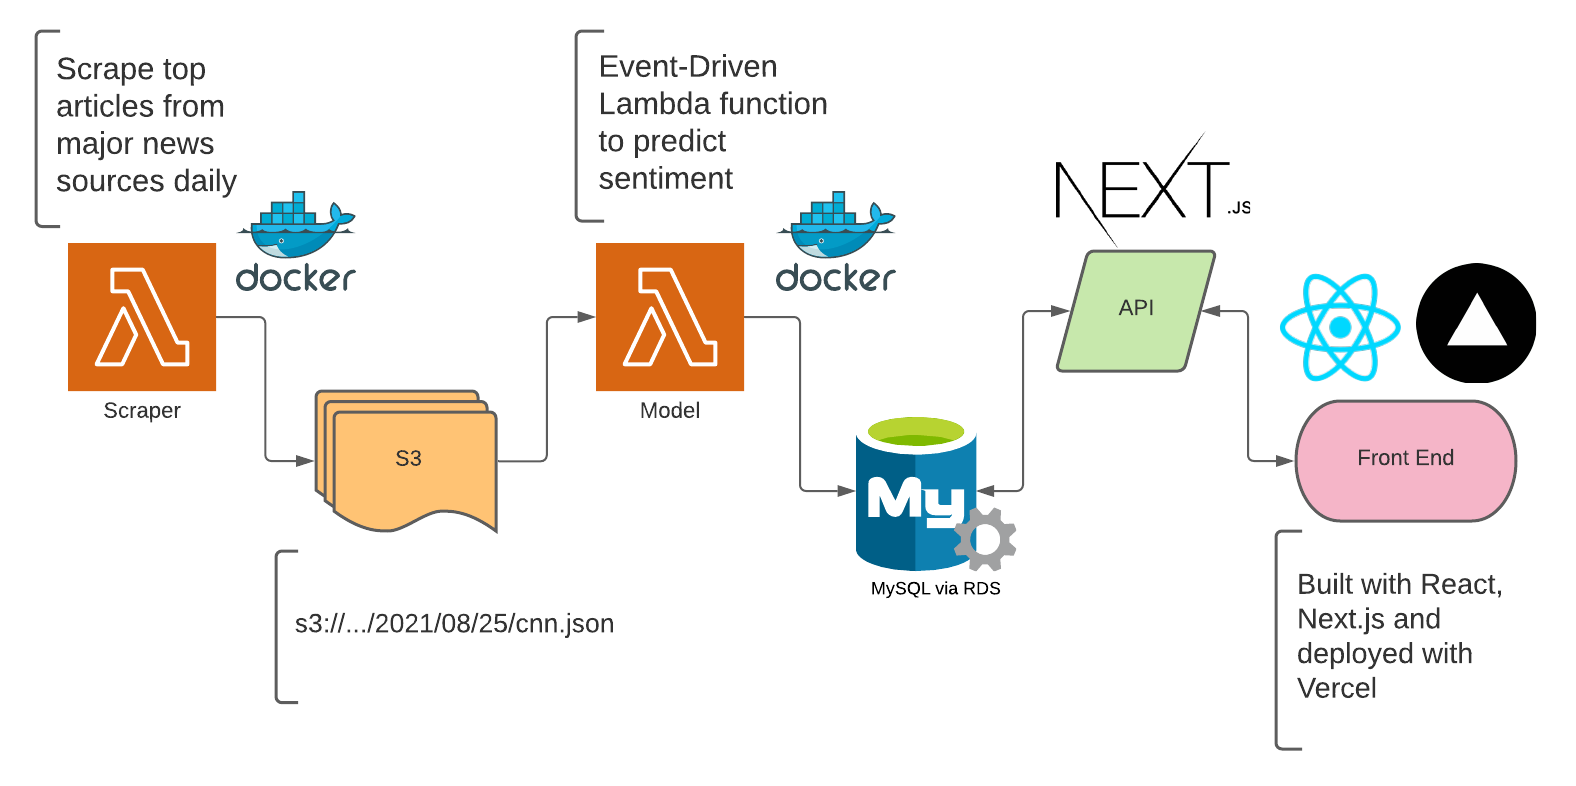 Scrape top
articles from
major news
sources daily
docker
Scraper
S3
s3://.../2021/08/25/cnn.json
Event-Driven
Lambda function
to predict
sentiment
docker
Model
My
MySQL via RDS
NEXT.JS
API
Front End
Built with React,
Next.js and
deployed with
Vercel